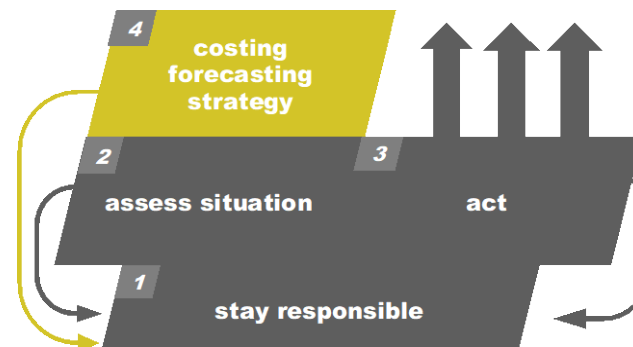 4
costing
forecasting
strategy
2
assess situation
3
act
1
stay responsible